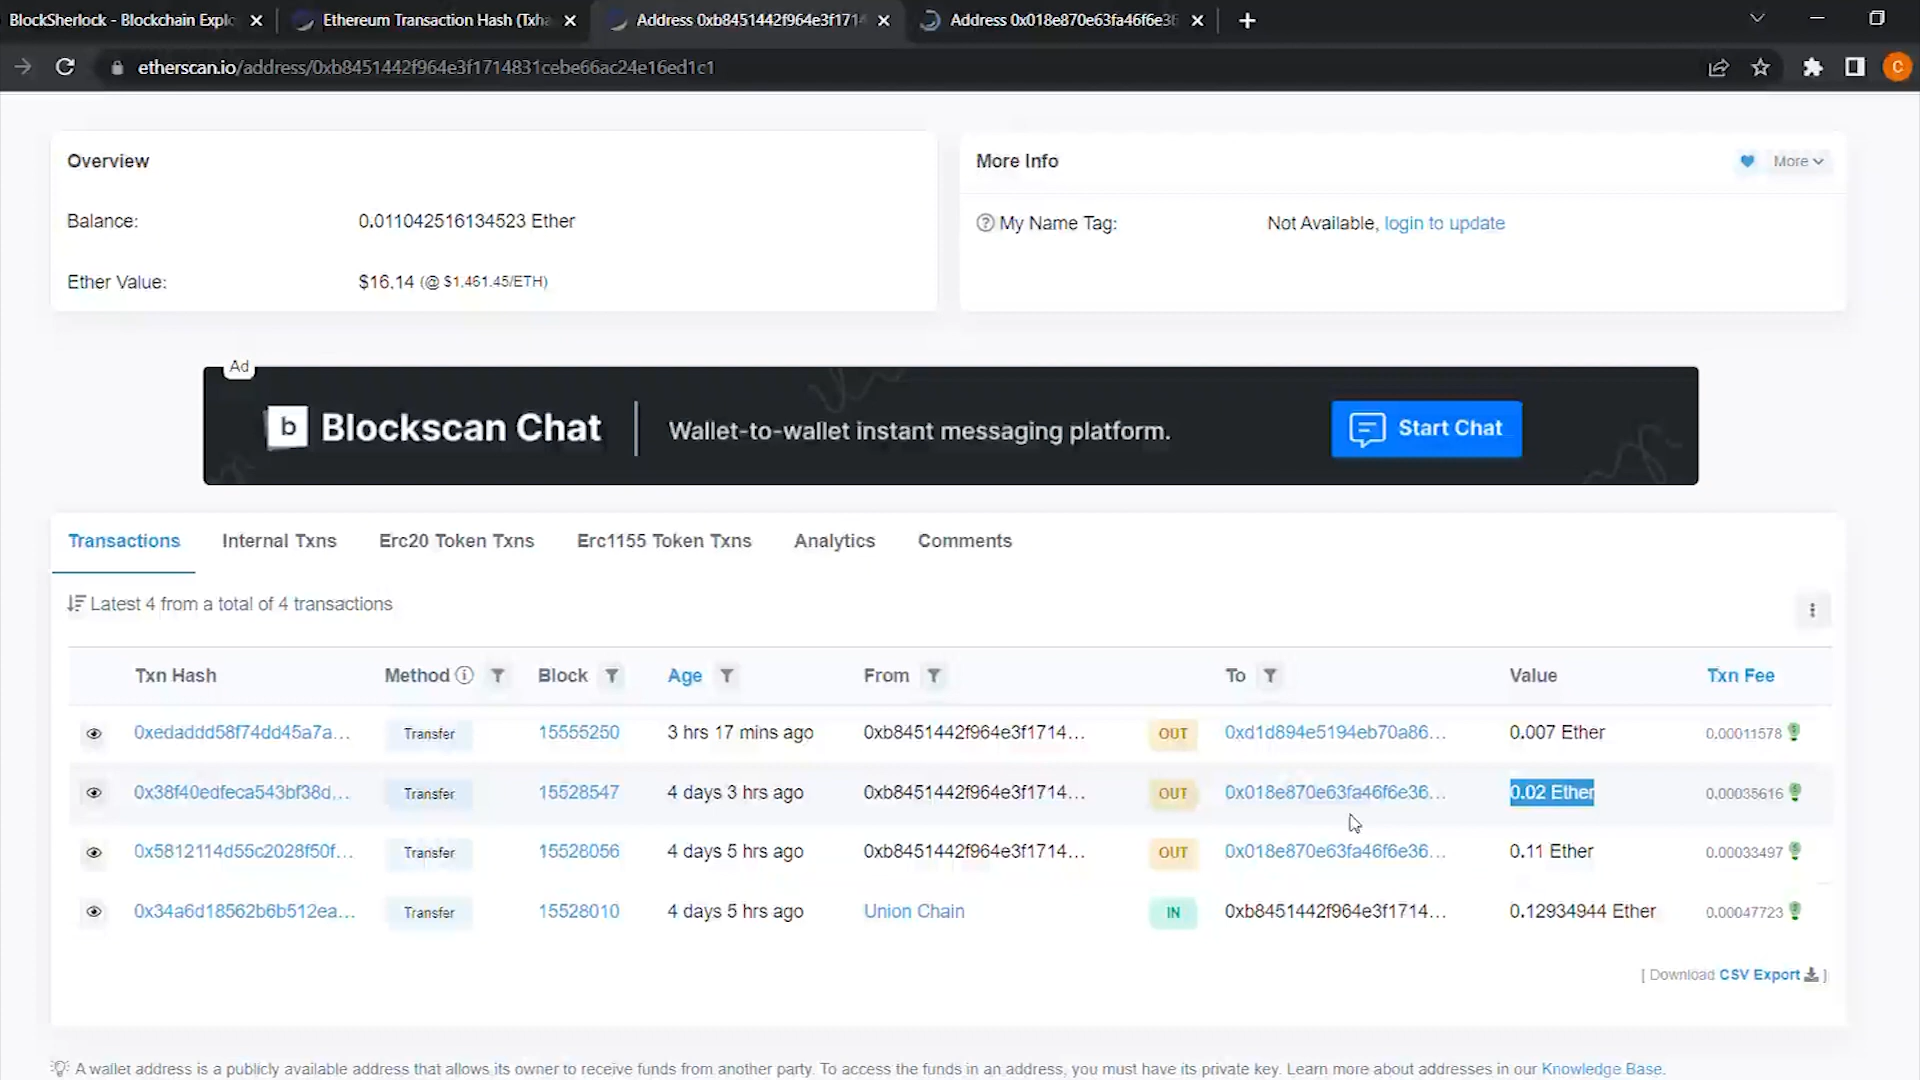 BlockSherlock - Blockchain Explo
Ethereum Transaction Hash (Txha
Address 0xb8451442f964e3f1714
Address 0x018e870e63fa46f6e36
etherscan.io/address/0xb8451442f964e3f1714831cebe66ac24e16ed1c1
C
Overview
Balance: 0.011042516134523 Ether
Ether Value: $16.14 (@ $1,461.45/ETH)
More Info
More
My Name Tag: Not Available, login to update
Ad
b Blockscan Chat
Wallet-to-wallet instant messaging platform.
Start Chat
Transactions Internal Txns Erc20 Token Txns Erc1155 Token Txns Analytics Comments
Latest 4 from a total of 4 transactions
Txn Hash Method Block Age From To Value Txn Fee
0xedaddd58f74dd45a7a... Transfer 15555250 3 hrs 17 mins ago 0xb8451442f964e3f1714... OUT 0xd1d894e5194eb70a86... 0.007 Ether 0.00011578
0x38f40edfeca543bf38d... Transfer 15528547 4 days 3 hrs ago 0xb8451442f964e3f1714... OUT 0x018e870e63fa46f6e36... 0.02 Ether 0.00035616
0x5812114d55c2028f50f... Transfer 15528056 4 days 5 hrs ago 0xb8451442f964e3f1714... OUT 0x018e870e63fa46f6e36... 0.11 Ether 0.00033497
0x34a6d18562b6b512ea... Transfer 15528010 4 days 5 hrs ago Union Chain IN 0xb8451442f964e3f1714... 0.12934944 Ether 0.00047723
[ Download CSV Export ]
A wallet address is a publicly available address that allows its owner to receive funds from another party. To access the funds in an address, you must have its private key. Learn more about addresses in our Knowledge Base.